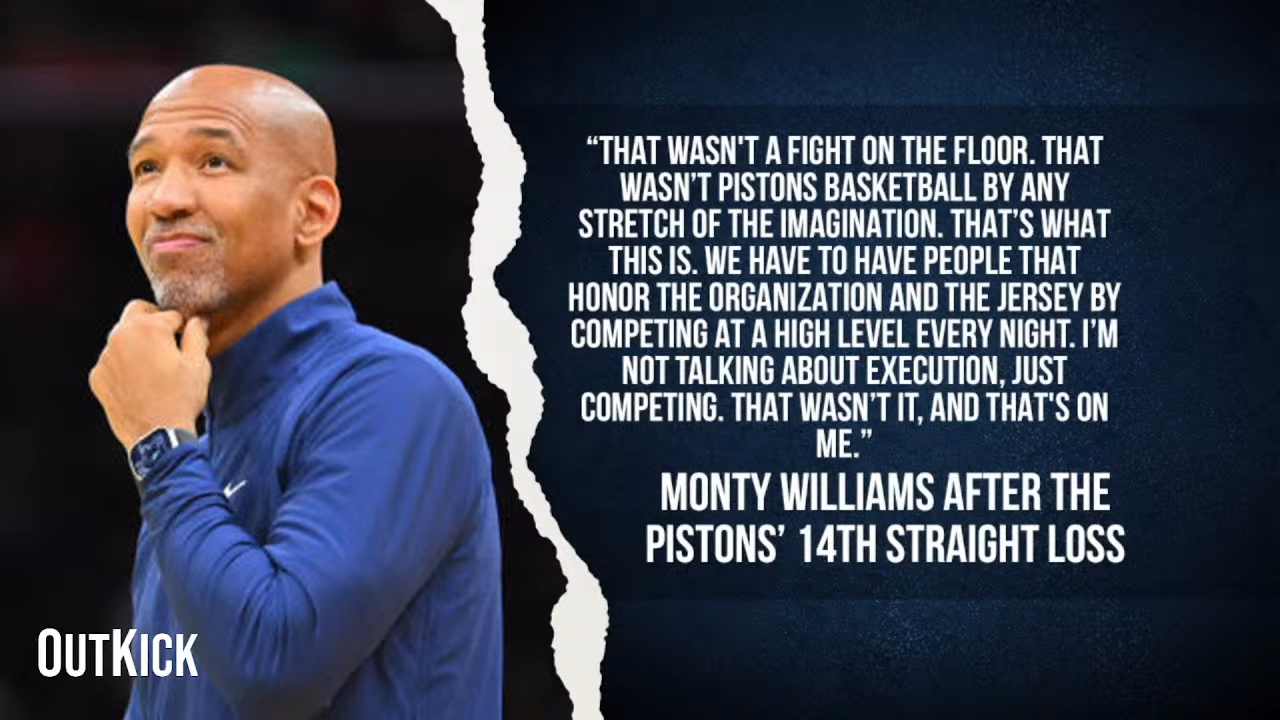 “THAT WASN'T A FIGHT ON THE FLOOR. THAT
WASN’T PISTONS BASKETBALL BY ANY
STRETCH OF THE IMAGINATION. THAT’S WHAT
THIS IS. WE HAVE TO HAVE PEOPLE THAT
HONOR THE ORGANIZATION AND THE JERSEY BY
COMPETING AT A HIGH LEVEL EVERY NIGHT. I’M
NOT TALKING ABOUT EXECUTION, JUST
COMPETING. THAT WASN’T IT, AND THAT'S ON
ME.”
MONTY WILLIAMS AFTER THE
PISTONS’ 14TH STRAIGHT LOSS
OUTKICK